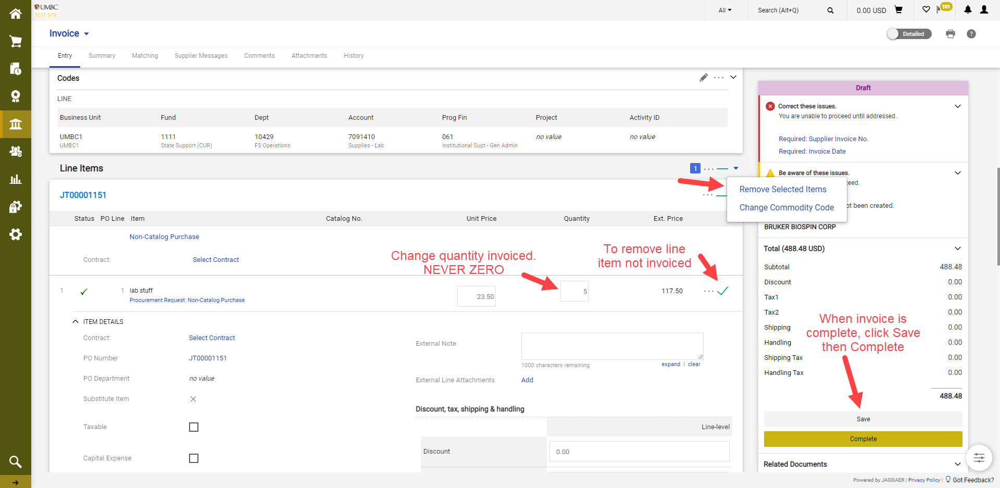 UMBC
TEST SITE
All
Search (Alt+Q)
0.00 USD
101
Invoice
Detailed
?
Entry Summary Matching Supplier Messages Comments Attachments History
Codes
LINE
Business Unit Fund Dept Account Prog Fin Project Activity ID
UMBC1 1111 10429 7091410 061 no value no value
UMBC1 State Support (CUR) FS Operations Supplies - Lab Institutional Supt - Gen Admin
Line Items
1
JT00001151
Status PO Line Item Catalog No. Unit Price Quantity Ext. Price
Non-Catalog Purchase
Contract: Select Contract
Change quantity invoiced.
NEVER ZERO
To remove line
item not invoiced
1 1 lab stuff 23.50 5 117.50
Procurement Request: Non-Catalog Purchase
ITEM DETAILS
Contract: Select Contract
PO Number JT00001151
PO Department no value
Substitute Item
Taxable
Capital Expense
External Note
1000 characters remaining
expand | clear
External Line Attachments Add
Discount, tax, shipping & handling
Line-level
Discount 0.00
Remove Selected Items
Change Commodity Code
Draft
Correct these issues.
You are unable to proceed until addressed.
Required: Supplier Invoice No.
Required: Invoice Date
Be aware of these issues.
ceed.
ot been created.
BRUKER BIOSPIN CORP
Total (488.48 USD)
Subtotal 488.48
Discount 0.00
Tax1 0.00
Tax2 0.00
Shipping 0.00
Handling 0.00
Shipping Tax 0.00
Handling Tax 0.00
488.48
When invoice is
complete, click Save
then Complete
Save
Complete
Related Documents
Powered by JAGGAER | Privacy Policy | Got Feedback?